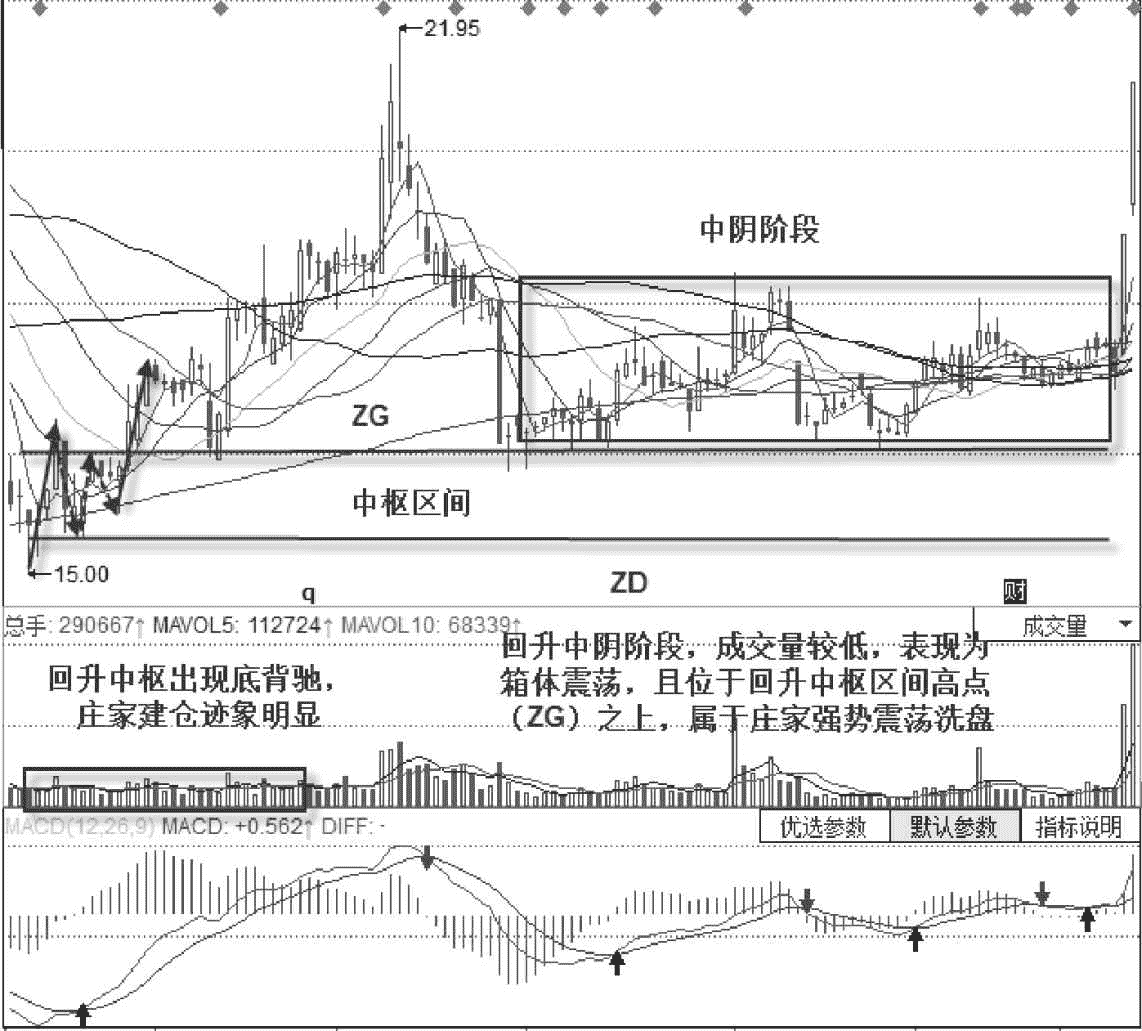 21.95
中阴阶段
ZG
中枢区间
15.00
q
ZD
财
总手: 290667↑ MAVOL5: 112724↑ MAVOL10: 68339↑
成交量
回升中枢出现底背驰，
庄家建仓迹象明显
回升中阴阶段，成交量较低，表现为
箱体震荡，且位于回升中枢区间高点
（ZG）之上，属于庄家强势震荡洗盘
MACD(12,26,9) MACD: +0.562↑ DIFF: -
优选参数 默认参数 指标说明